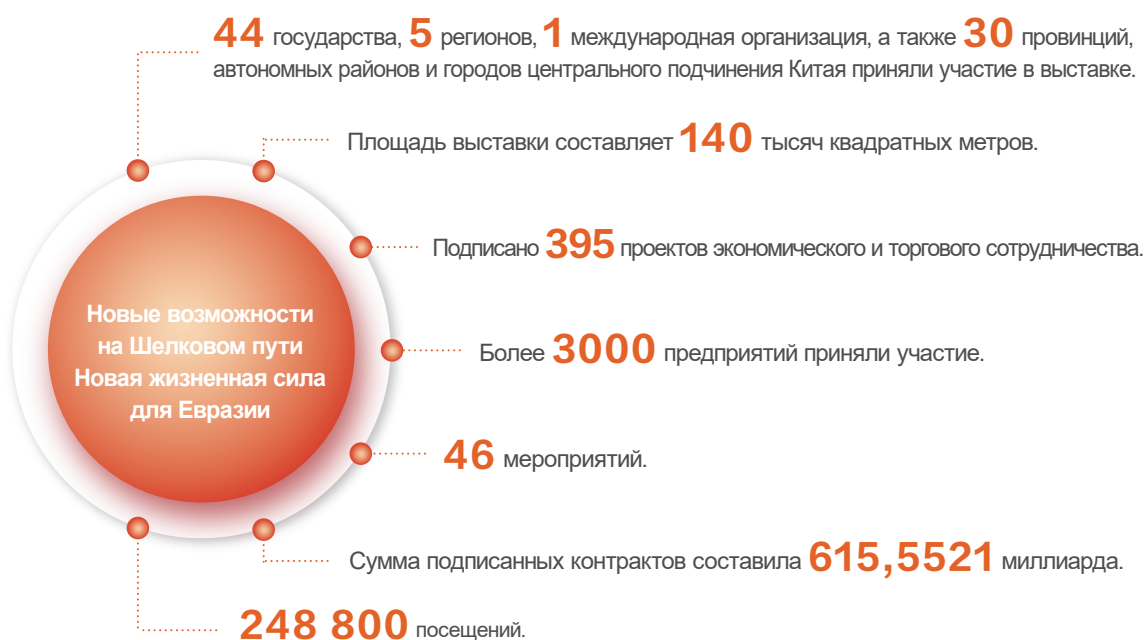 44 государства, 5 регионов, 1 международная организация, а также 30 провинций,
автономных районов и городов центрального подчинения Китая приняли участие в выставке.
Площадь выставки составляет 140 тысяч квадратных метров.
Подписано 395 проектов экономического и торгового сотрудничества.
Новые возможности
на Шелковом пути
Новая жизненная сила
для Евразии
Более 3000 предприятий приняли участие.
46 мероприятий.
Сумма подписанных контрактов составила 615,5521 миллиарда.
248 800 посещений.